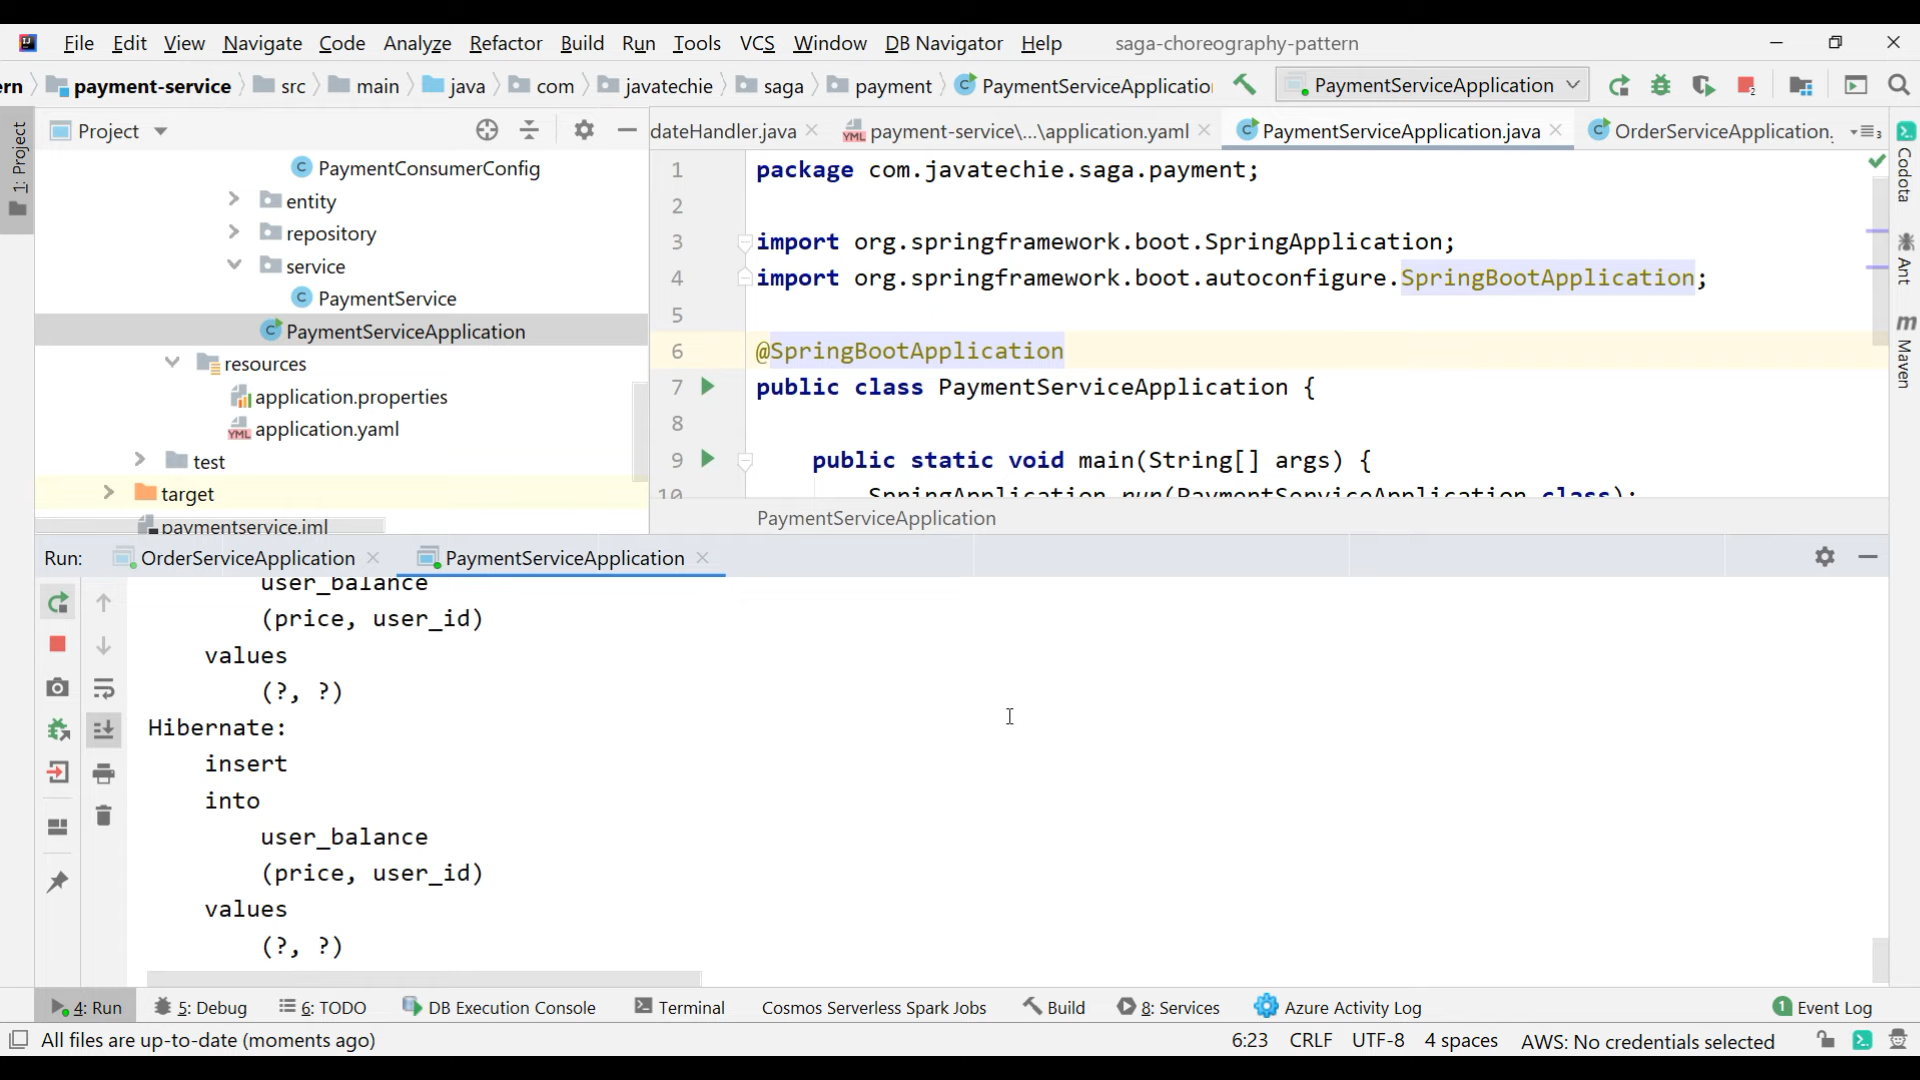 File Edit View Navigate Code Analyze Refactor Build Run Tools VCS Window DB Navigator Help saga-choreography-pattern
rn payment-service src main java com javatechie saga payment PaymentServiceApplicatio PaymentServiceApplication
Project
dateHandler.java payment-service\...\application.yaml PaymentServiceApplication.java OrderServiceApplication.
1: Project
PaymentConsumerConfig
entity
repository
service
PaymentService
PaymentServiceApplication
resources
application.properties
application.yaml
test
target
paymentservice.iml
1 package com.javatechie.saga.payment;
2
3 import org.springframework.boot.SpringApplication;
4 import org.springframework.boot.autoconfigure.SpringBootApplication;
5
6 @SpringBootApplication
7 public class PaymentServiceApplication {
8
9 public static void main(String[] args) {
10 SpringApplication.run(PaymentServiceApplication.class);
PaymentServiceApplication
Codota
Ant
Maven
Run: OrderServiceApplication PaymentServiceApplication
user_balance
(price, user_id)
values
(?, ?)
Hibernate:
insert
into
user_balance
(price, user_id)
values
(?, ?)
4: Run 5: Debug 6: TODO DB Execution Console Terminal Cosmos Serverless Spark Jobs Build 8: Services Azure Activity Log 1 Event Log
All files are up-to-date (moments ago) 6:23 CRLF UTF-8 4 spaces AWS: No credentials selected